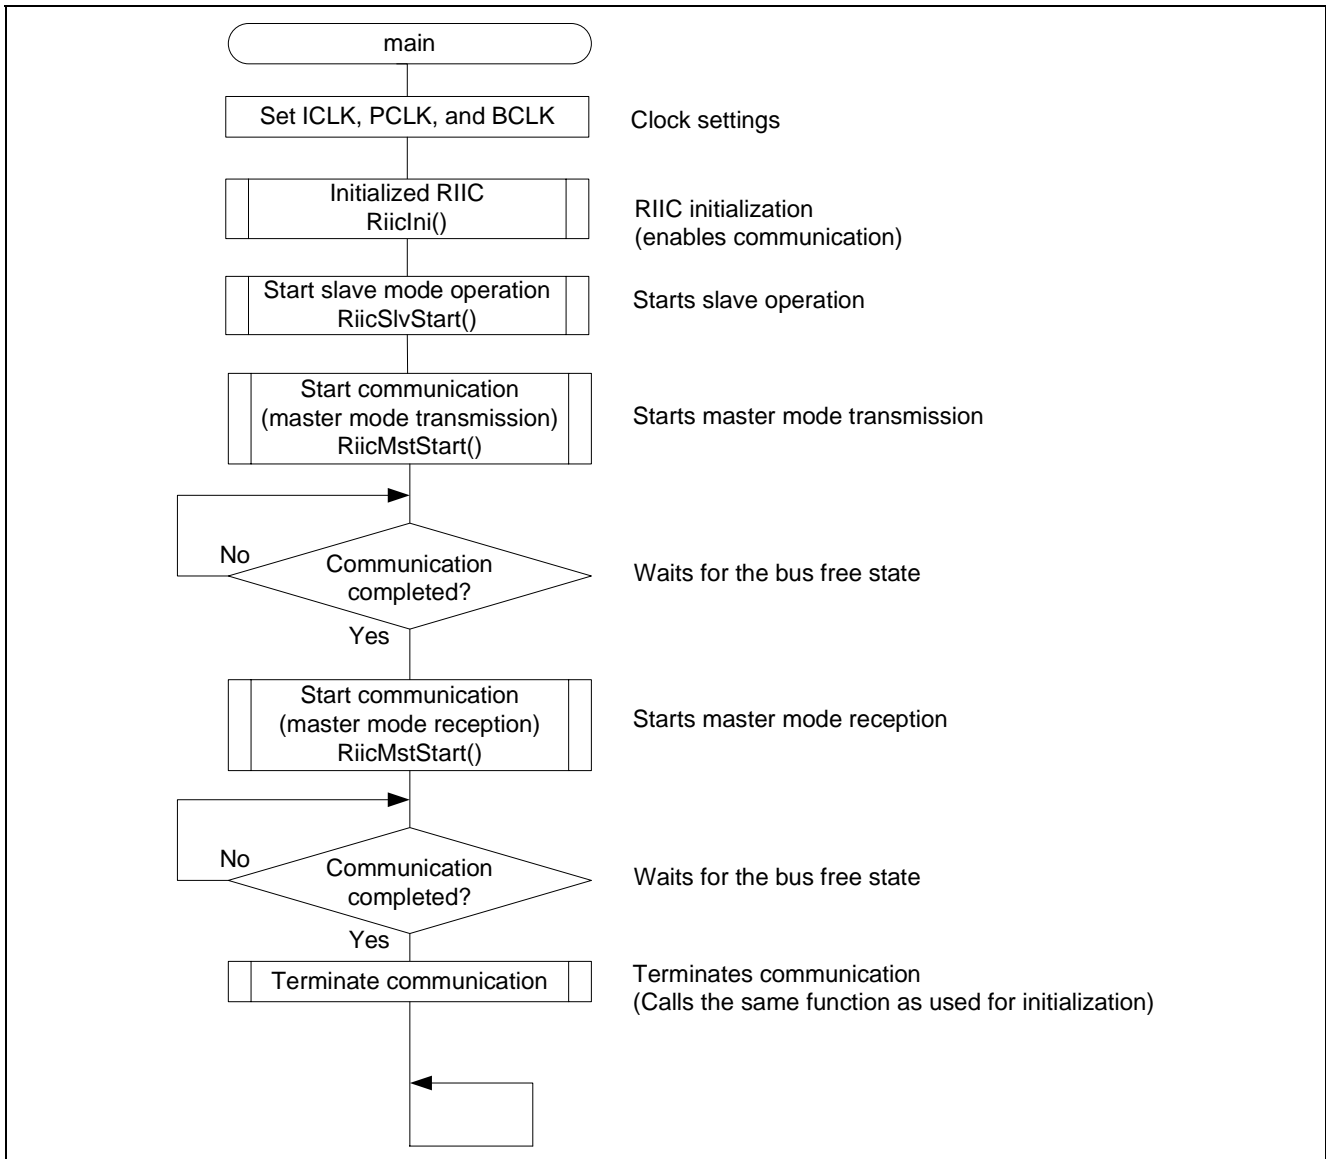 main
Set ICLK, PCLK, and BCLK
Clock settings
Initialized RIIC
RiicIni()
RIIC initialization
(enables communication)
Start slave mode operation
RiicSlvStart()
Starts slave operation
Start communication
(master mode transmission)
RiicMstStart()
Starts master mode transmission
No
Communication
completed?
Waits for the bus free state
Yes
Start communication
(master mode reception)
RiicMstStart()
Starts master mode reception
No
Communication
completed?
Waits for the bus free state
Yes
Terminate communication
Terminates communication
(Calls the same function as used for initialization)